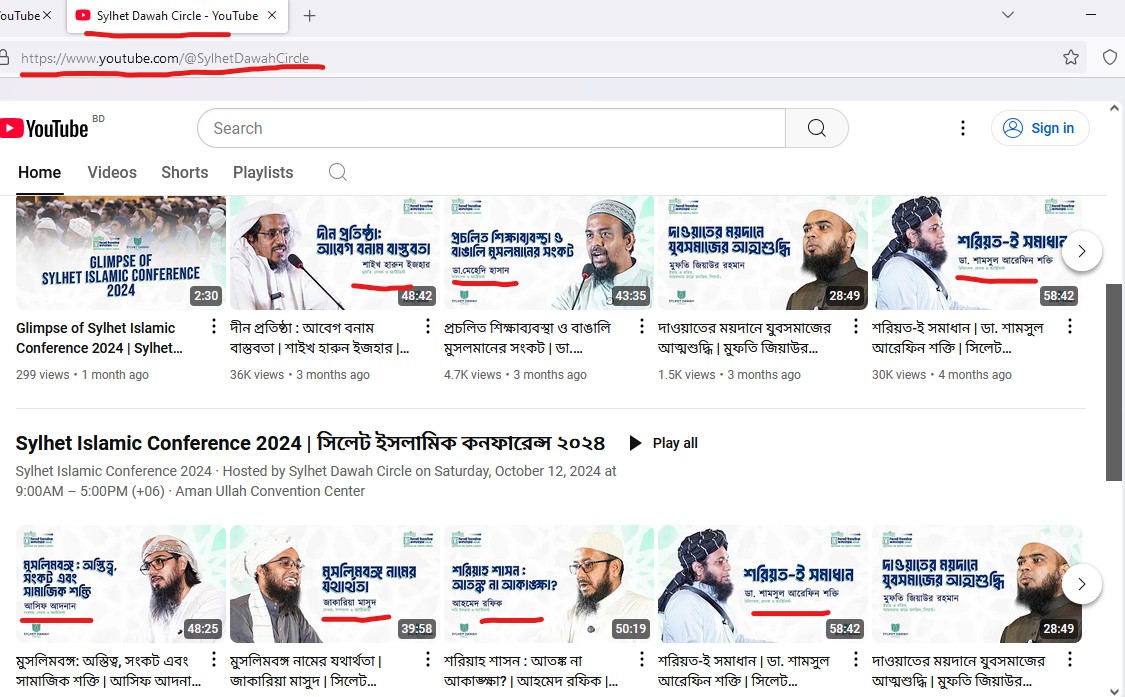 ouTube
Sylhet Dawah Circle - YouTube
https://www.youtube.com/@SylhetDawahCircle
YouTube BD
Search
Sign in
Home
Videos
Shorts
Playlists
GLIMPSE OF
SYLHET ISLAMIC CONFERENCE
2024
2:30
দীন প্রতিষ্ঠা:
আবেগ বনাম বাস্তবতা
শাইখ হারুন ইজহার
48:42
প্রচলিত শিক্ষাব্যবস্থা ও
বাঙালি মুসলমানের সংকট
ডা.মেহেদি হাসান
43:35
দাওয়াতের ময়দানে
যুবসমাজের আত্মশুদ্ধি
মুফতি জিয়াউর রহমান
28:49
শরিয়ত-ই সমাধান
ডা. শামসুল আরেফিন শক্তি
58:42
Glimpse of Sylhet Islamic
Conference 2024 | Sylhet...
299 views • 1 month ago
দীন প্রতিষ্ঠা : আবেগ বনাম
বাস্তবতা | শাইখ হারুন ইজহার |...
36K views • 3 months ago
প্রচলিত শিক্ষাব্যবস্থা ও বাঙালি
মুসলমানের সংকট | ডা....
4.7K views • 3 months ago
দাওয়াতের ময়দানে যুবসমাজের
আত্মশুদ্ধি | মুফতি জিয়াউর...
1.5K views • 3 months ago
শরিয়ত-ই সমাধান | ডা. শামসুল
আরেফিন শক্তি | সিলেট...
30K views • 4 months ago
Sylhet Islamic Conference 2024 | সিলেট ইসলামিক কনফারেন্স ২০২৪
Play all
Sylhet Islamic Conference 2024 · Hosted by Sylhet Dawah Circle on Saturday, October 12, 2024 at
9:00AM – 5:00PM (+06) · Aman Ullah Convention Center
মুসলিমবঙ্গ : অস্তিত্ব,
সংকট এবং
সামাজিক শক্তি
আসিফ আদনান
48:25
মুসলিমবঙ্গ নামের
যথার্থতা
জাকারিয়া মাসুদ
39:58
শরিয়াহ শাসন :
আতঙ্ক না আকাঙ্ক্ষা?
আহমেদ রফিক
50:19
শরিয়ত-ই সমাধান
ডা. শামসুল আরেফিন শক্তি
58:42
দাওয়াতের ময়দানে
যুবসমাজের আত্মশুদ্ধি
মুফতি জিয়াউর রহমান
28:49
মুসলিমবঙ্গ: অস্তিত্ব, সংকট এবং
সামাজিক শক্তি | আসিফ আদনা...
মুসলিমবঙ্গ নামের যথার্থতা |
জাকারিয়া মাসুদ | সিলেট...
শরিয়াহ শাসন : আতঙ্ক না
আকাঙ্ক্ষা? | আহমেদ রফিক |...
শরিয়ত-ই সমাধান | ডা. শামসুল
আরেফিন শক্তি | সিলেট...
দাওয়াতের ময়দানে যুবসমাজের
আত্মশুদ্ধি | মুফতি জিয়াউর...